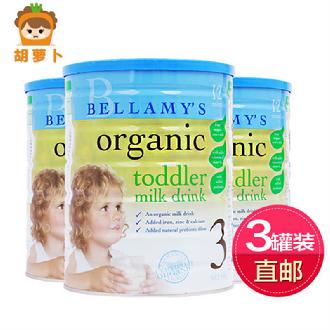 胡萝卜
BELLAMY'S
organic
toddler
milk drink
An organic milk drink
Added iron, zinc & calcium
Added natural prebiotic fibre
3
3罐装
直邮